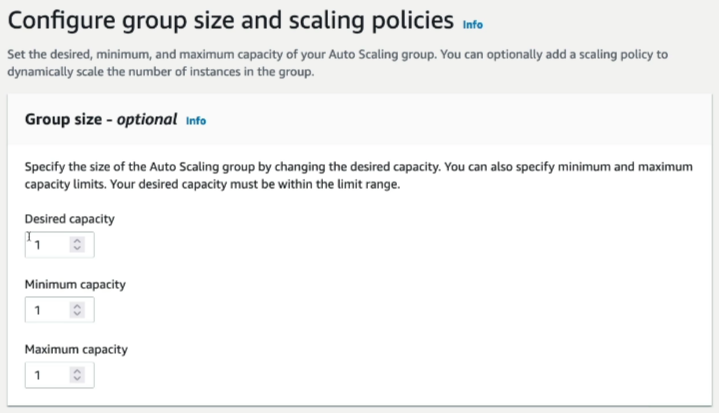 Configure group size and scaling policies Info
Set the desired, minimum, and maximum capacity of your Auto Scaling group. You can optionally add a scaling policy to
dynamically scale the number of instances in the group.
Group size - optional Info
Specify the size of the Auto Scaling group by changing the desired capacity. You can also specify minimum and maximum
capacity limits. Your desired capacity must be within the limit range.
Desired capacity
1
Minimum capacity
1
Maximum capacity
1